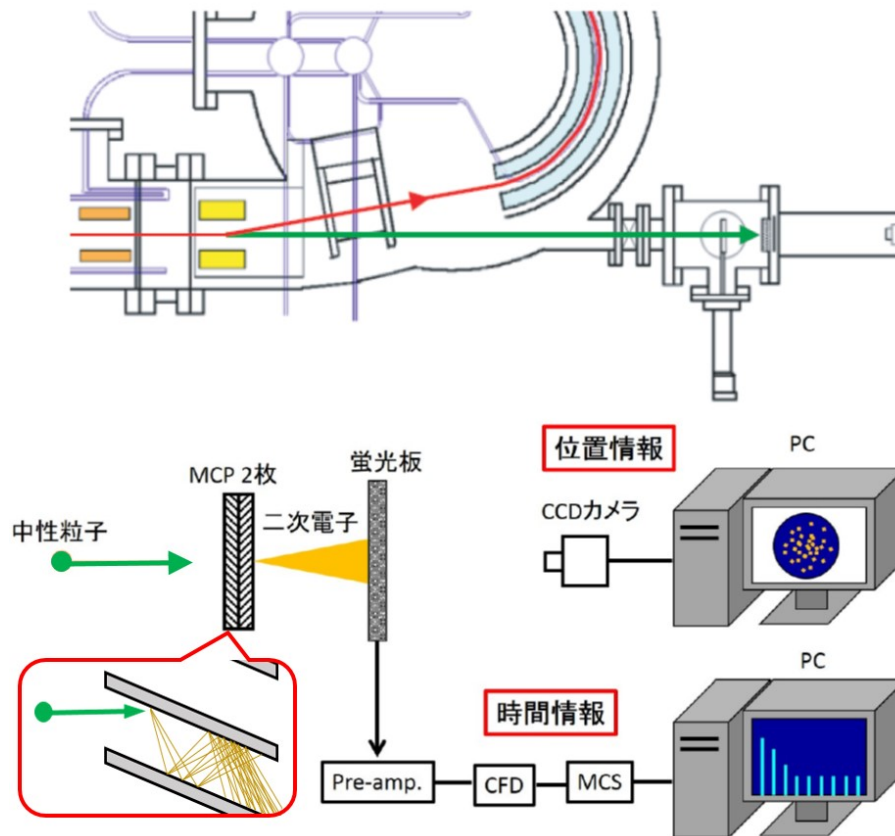 位置情報
PC
蛍光板
MCP 2枚
CCDカメラ
二次電子
中性粒子
PC
時間情報
Pre-amp.
CFD
MCS